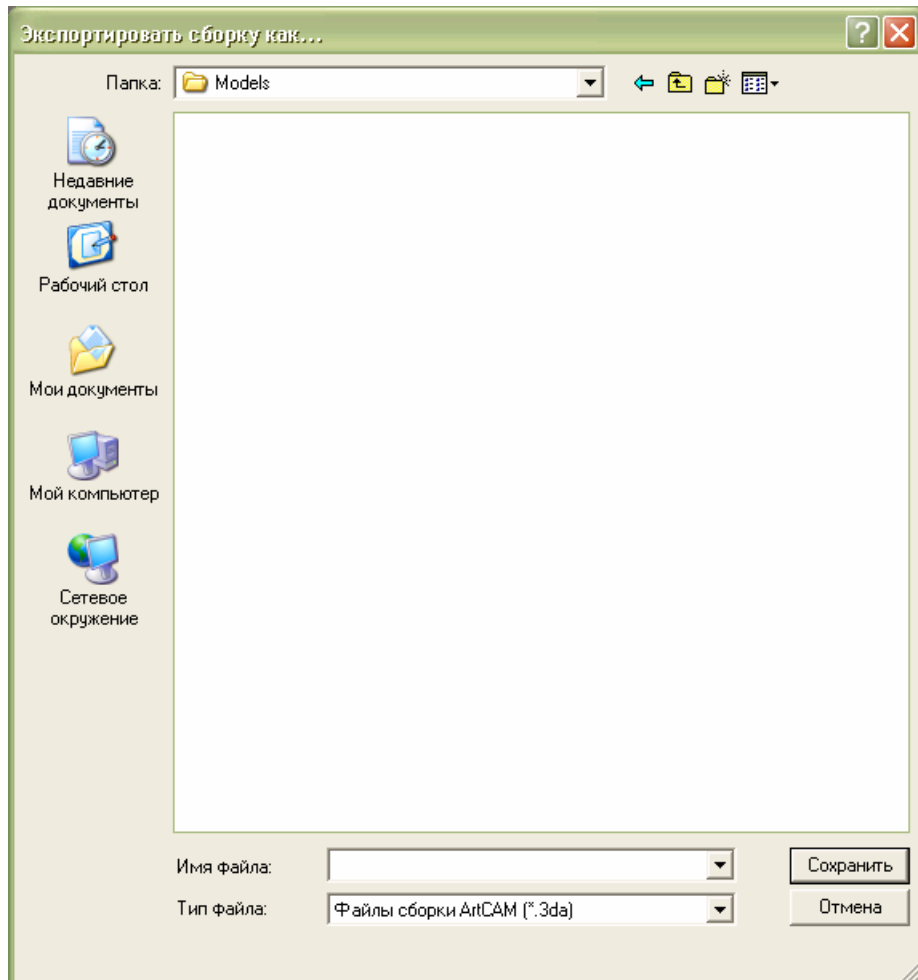 Экспортировать сборку как...
Папка: Models
Недавние
документы
Рабочий стол
Мои документы
Мой компьютер
Сетевое
окружение
Имя файла: Сохранить
Тип файла: Файлы сборки ArtCAM (*.3da) Отмена